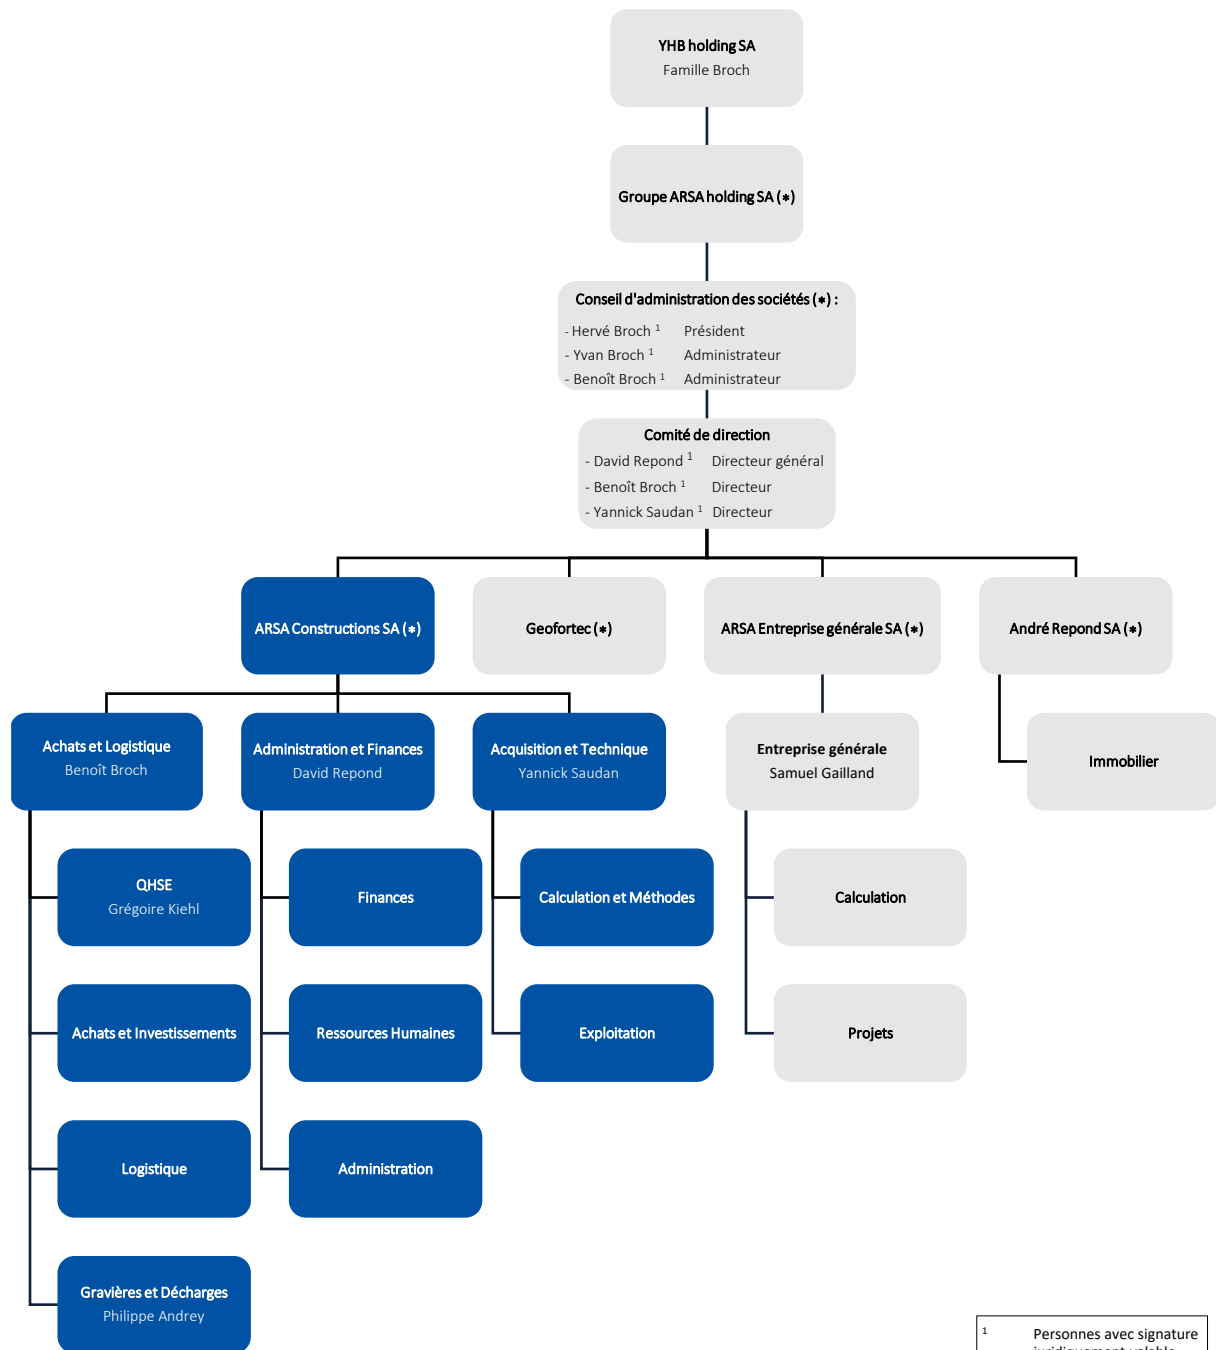 YHB holding SA
Famille Broch
Groupe ARSA holding SA (*)
Conseil d'administration des sociétés (*) :
- Hervé Broch ¹ Président
- Yvan Broch ¹ Administrateur
- Benoît Broch ¹ Administrateur
Comité de direction
- David Repond ¹ Directeur général
- Benoît Broch ¹ Directeur
- Yannick Saudan ¹ Directeur
ARSA Constructions SA (*)
Geofortec (*)
ARSA Entreprise générale SA (*)
André Repond SA (*)
Achats et Logistique
Benoît Broch
Administration et Finances
David Repond
Acquisition et Technique
Yannick Saudan
Entreprise générale
Samuel Gailland
Immobilier
QHSE
Grégoire Kiehl
Finances
Calculation et Méthodes
Calculation
Achats et Investissements
Ressources Humaines
Exploitation
Projets
Logistique
Administration
Gravières et Décharges
Philippe Andrey
¹ Personnes avec signature
juridiquement valable